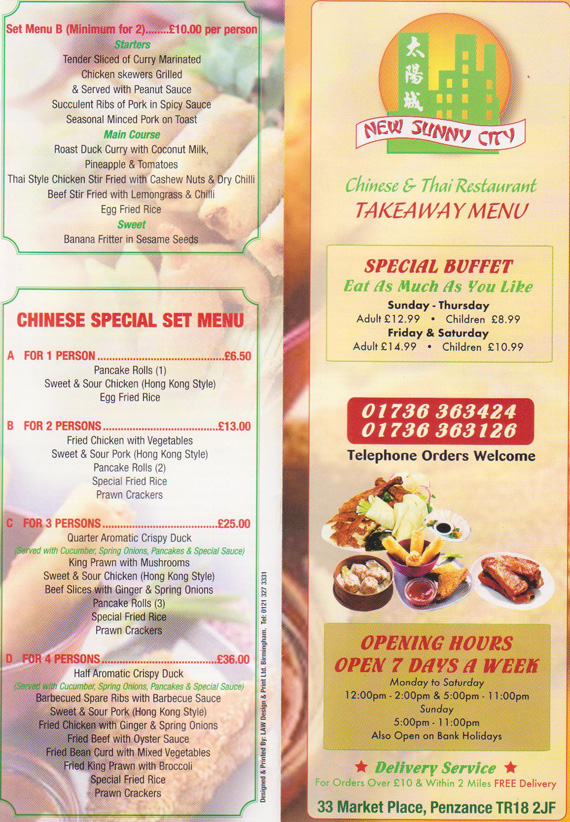 Set Menu B (Minimum for 2)........£10.00 per person
Starters
Tender Sliced of Curry Marinated
Chicken skewers Grilled
& Served with Peanut Sauce
Succulent Ribs of Pork in Spicy Sauce
Seasonal Minced Pork on Toast
Main Course
Roast Duck Curry with Coconut Milk,
Pineapple & Tomatoes
Thai Style Chicken Stir Fried with Cashew Nuts & Dry Chilli
Beef Stir Fried with Lemongrass & Chilli
Egg Fried Rice
Sweet
Banana Fritter in Sesame Seeds
CHINESE SPECIAL SET MENU
A FOR 1 PERSON.......................................£6.50
Pancake Rolls (1)
Sweet & Sour Chicken (Hong Kong Style)
Egg Fried Rice
B FOR 2 PERSONS...................................£13.00
Fried Chicken with Vegetables
Sweet & Sour Pork (Hong Kong Style)
Pancake Rolls (2)
Special Fried Rice
Prawn Crackers
C FOR 3 PERSONS...................................£25.00
Quarter Aromatic Crispy Duck
(Served with Cucumber, Spring Onions, Pancakes & Special Sauce)
King Prawn with Mushrooms
Sweet & Sour Chicken (Hong Kong Style)
Beef Slices with Ginger & Spring Onions
Pancake Rolls (3)
Special Fried Rice
Prawn Crackers
D FOR 4 PERSONS...................................£36.00
Half Aromatic Crispy Duck
(Served with Cucumber, Spring Onions, Pancakes & Special Sauce)
Barbecued Spare Ribs with Barbecue Sauce
Sweet & Sour Pork (Hong Kong Style)
Fried Chicken with Ginger & Spring Onions
Fried Beef with Oyster Sauce
Fried Bean Curd with Mixed Vegetables
Fried King Prawn with Broccoli
Special Fried Rice
Prawn Crackers
Designed & Printed By: LAW Design & Print Ltd. Birmingham. Tel: 0121 327 3331
太陽城
NEW SUNNY CITY
Chinese & Thai Restaurant
TAKEAWAY MENU
SPECIAL BUFFET
Eat As Much As You Like
Sunday - Thursday
Adult £12.99 • Children £8.99
Friday & Saturday
Adult £14.99 • Children £10.99
01736 363424
01736 363126
Telephone Orders Welcome
OPENING HOURS
OPEN 7 DAYS A WEEK
Monday to Saturday
12:00pm - 2:00pm & 5:00pm - 11:00pm
Sunday
5:00pm - 11:00pm
Also Open on Bank Holidays
★ Delivery Service ★
For Orders Over £10 & Within 2 Miles FREE Delivery
33 Market Place, Penzance TR18 2JF